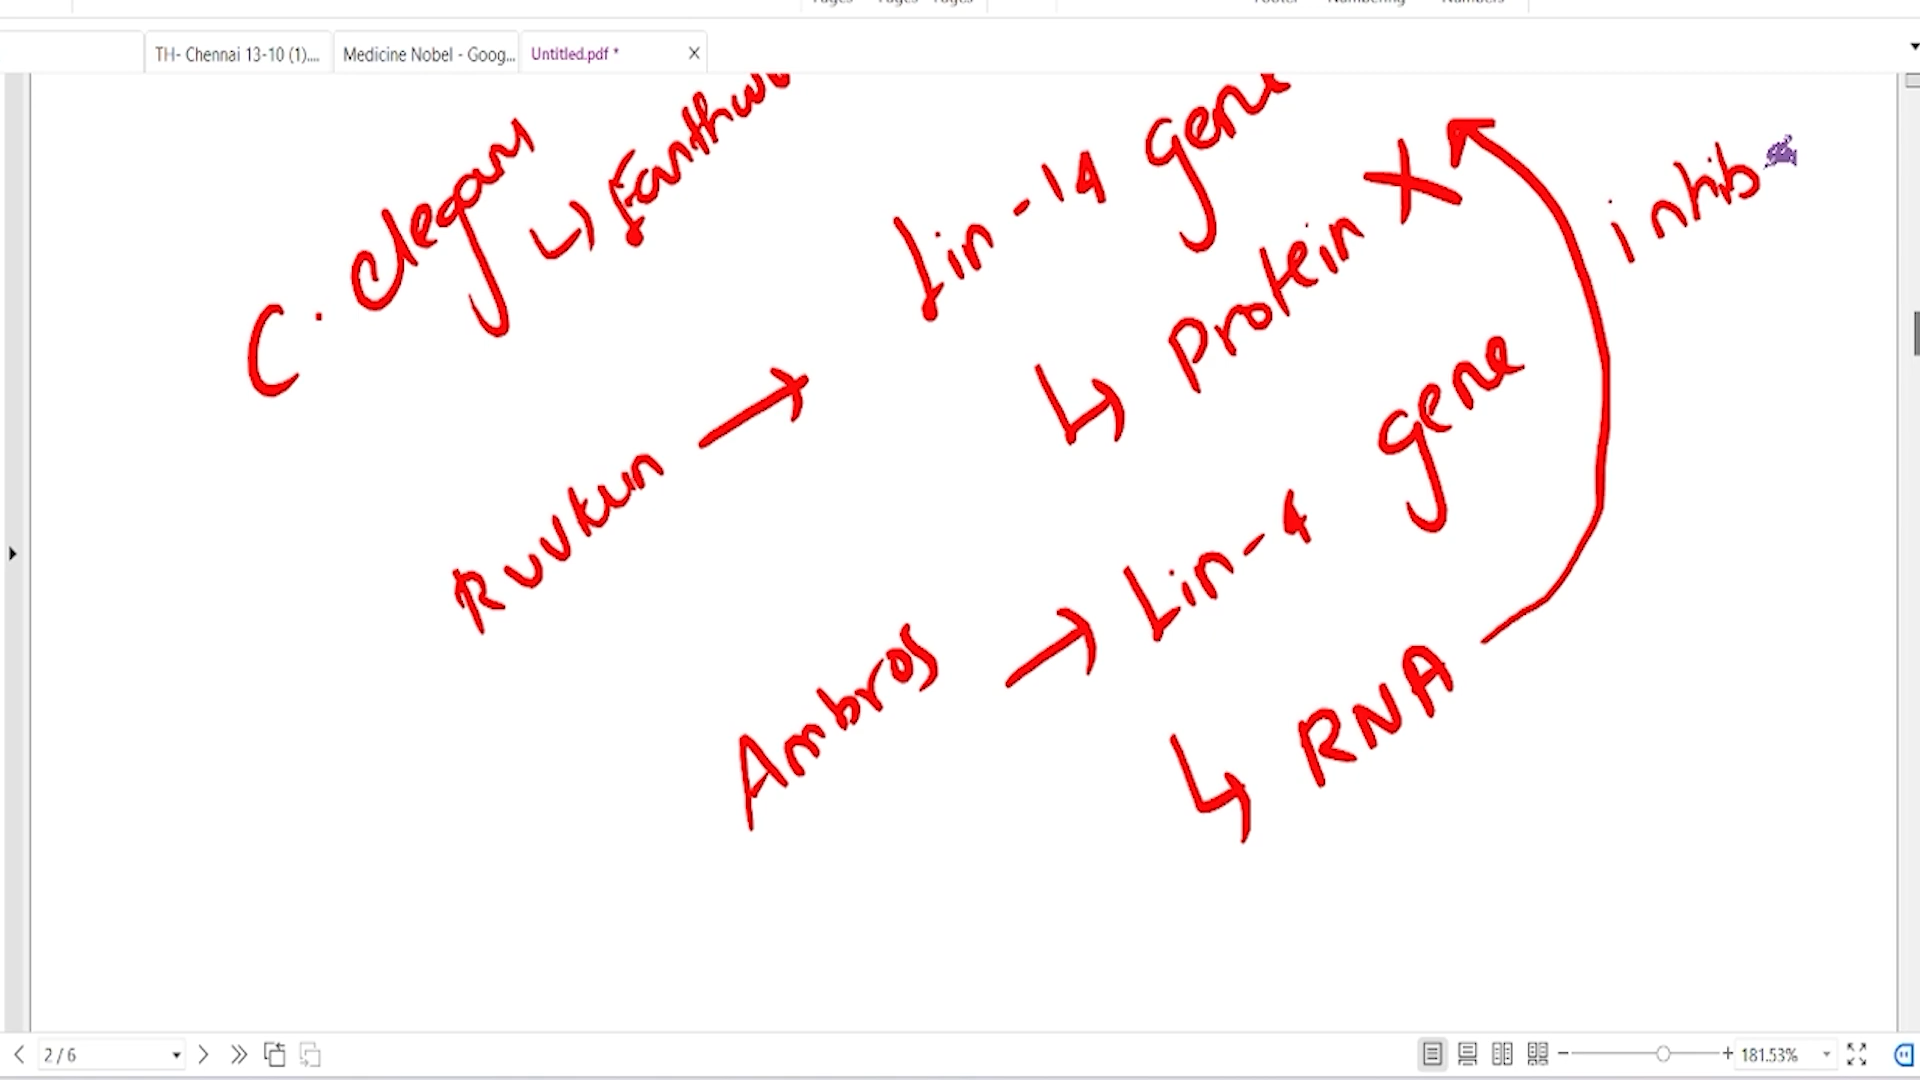 TH- Chennai 13-10 (1)....
Medicine Nobel - Goog...
Untitled.pdf *
C. elegans
Lin-14 gene
Protein X
inhib
Ruvkun
Lin-4 gene
Ambros
RNA
2 / 6
181.53%